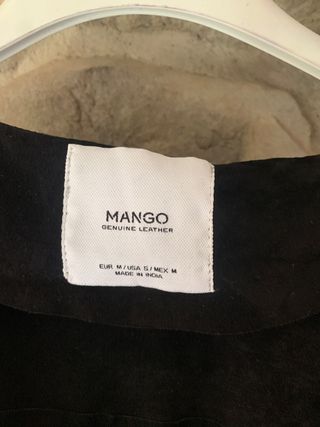 MANGO
GENUINE LEATHER
EUR M / USA S / MEX M
MADE IN INDIA